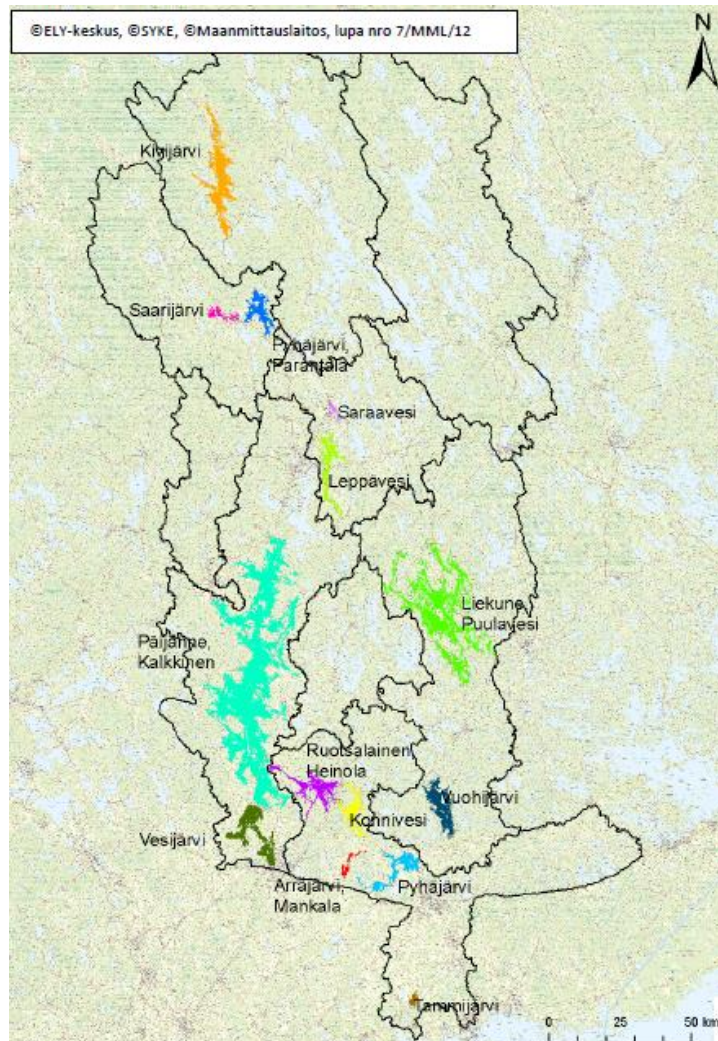 ©ELY-keskus, ©SYKE, ©Maanmittauslaitos, lupa nro 7/MML/12
N
Kivijärvi
Saarijärvi
Pyhäjärvi,
Parantala
Saraavesi
Leppävesi
Liekune,
Puulavesi
Päijänne,
Kalkkinen
Ruotsalainen,
Heinola
Vuohijärvi
Konnivesi
Vesijärvi
Arrajärvi,
Mankala
Pyhäjärvi
Tammijärvi
0 25 50 km